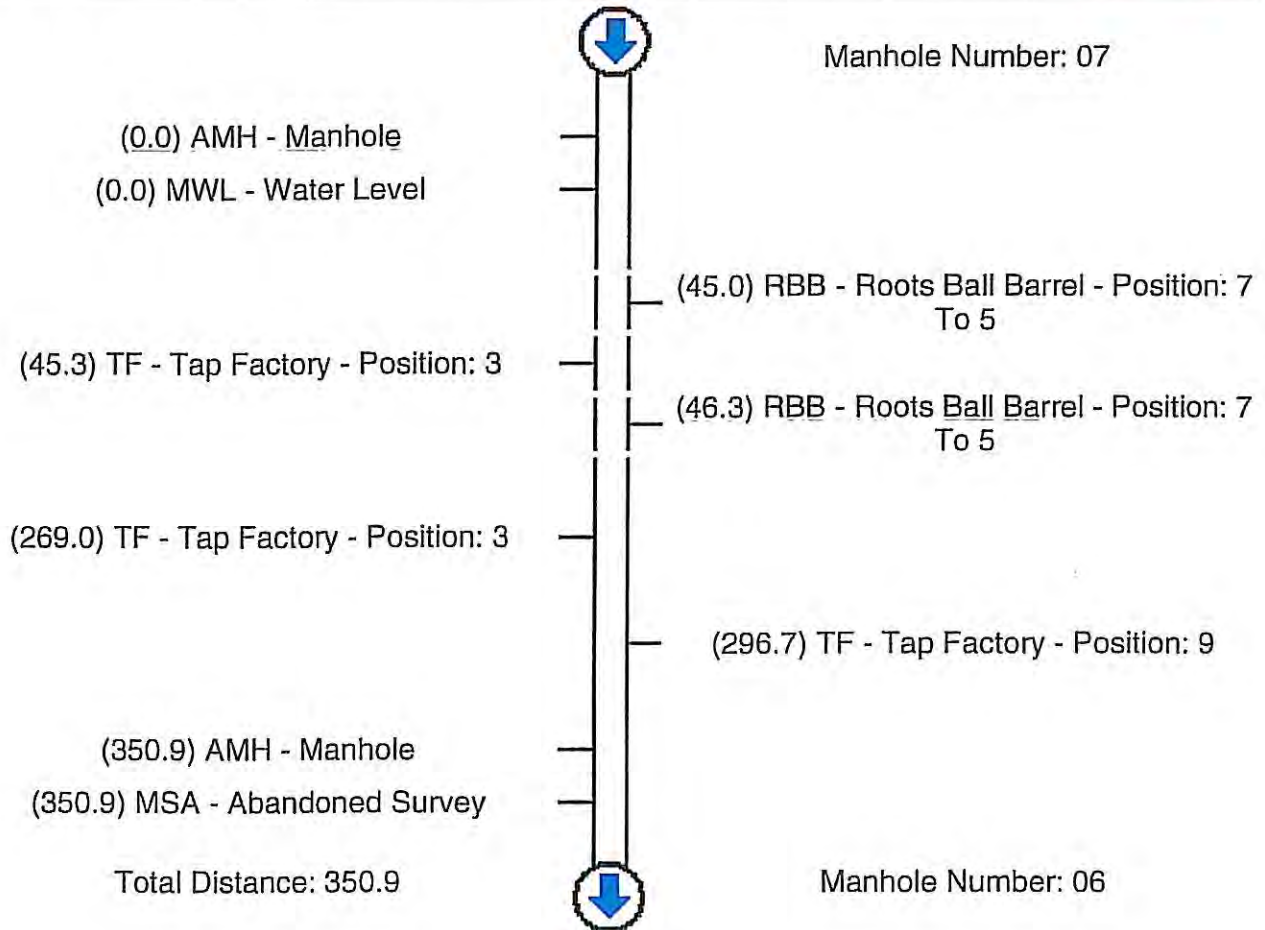 Manhole Number: 07
(0.0) AMH - Manhole
(0.0) MWL - Water Level
(45.0) RBB - Roots Ball Barrel - Position: 7
To 5
(45.3) TF - Tap Factory - Position: 3
(46.3) RBB - Roots Ball Barrel - Position: 7
To 5
(269.0) TF - Tap Factory - Position: 3
(296.7) TF - Tap Factory - Position: 9
(350.9) AMH - Manhole
(350.9) MSA - Abandoned Survey
Total Distance: 350.9
Manhole Number: 06